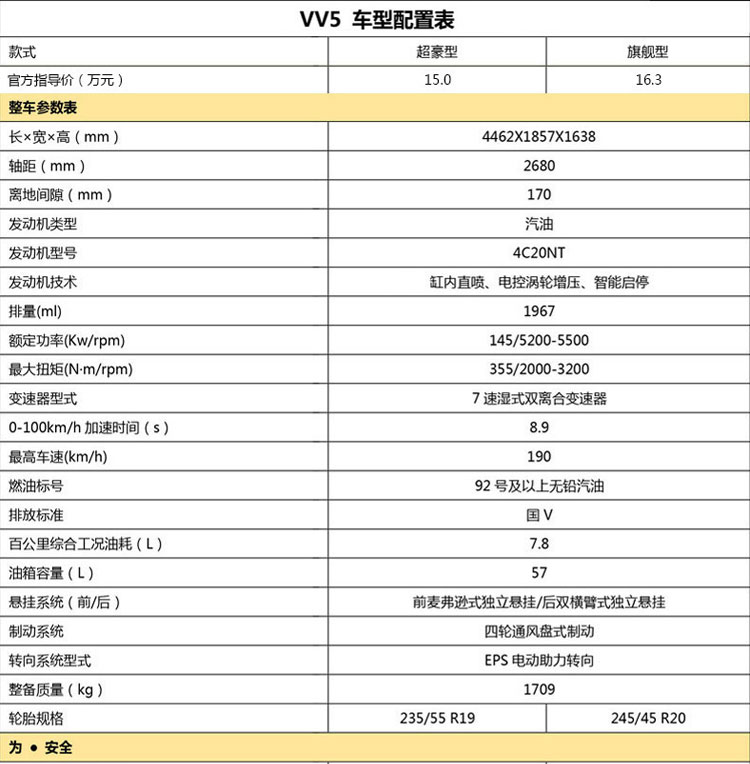 VV5 车型配置表
款式 超豪型 旗舰型
官方指导价（万元） 15.0 16.3
整车参数表
长×宽×高（mm） 4462X1857X1638
轴距（mm） 2680
离地间隙（mm） 170
发动机类型 汽油
发动机型号 4C20NT
发动机技术 缸内直喷、电控涡轮增压、智能启停
排量(ml) 1967
额定功率(Kw/rpm) 145/5200-5500
最大扭矩(N·m/rpm) 355/2000-3200
变速器型式 7 速湿式双离合变速器
0-100km/h 加速时间（s） 8.9
最高车速(km/h) 190
燃油标号 92 号及以上无铅汽油
排放标准 国 V
百公里综合工况油耗（L） 7.8
油箱容量（L） 57
悬挂系统（前/后） 前麦弗逊式独立悬挂/后双横臂式独立悬挂
制动系统 四轮通风盘式制动
转向系统型式 EPS 电动助力转向
整备质量（kg） 1709
轮胎规格 235/55 R19 245/45 R20
为 ● 安全